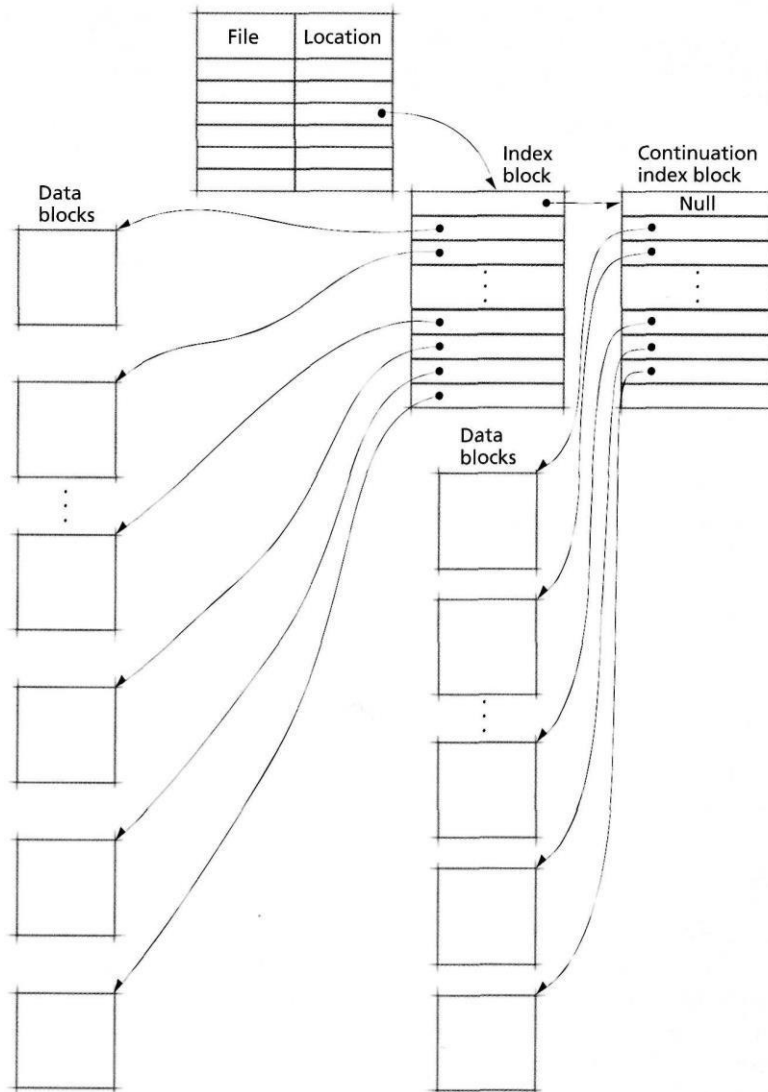 File
Location
Index
block
Continuation
index block
Null
Data
blocks
Data
blocks